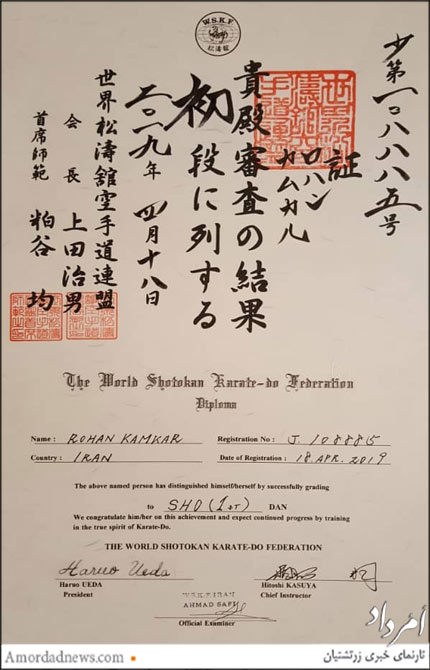 W.S.K.F.
松濤館
少第一〇八八八五号
証
ロハン
カムカル
貴殿審査の結果
初段に列する
二〇一九年 四月十八日
世界松濤舘空手道連盟
会長 上田治男
首席師範 粕谷 均
The World Shotokan Karate-do Federation
Diploma
Name : ROHAN KAMKAR Registration No : J. 108885
Country : IRAN Date of Registration : 18 APR. 2019
The above named person has distinguished himself/herself by successfully grading
to SHO (1st) DAN
We congratulate him/her on this achievement and expect continued progress by training
in the true spirit of Karate-Do.
THE WORLD SHOTOKAN KARATE-DO FEDERATION
Haruo Ueda
Haruo UEDA Hitoshi KASUYA
President Chief Instructor
W.S.K.F IRAN
AHMAD SAFI
Official Examiner
امرداد
تارنمای خبری زرتشتیان
Amordadnews.com